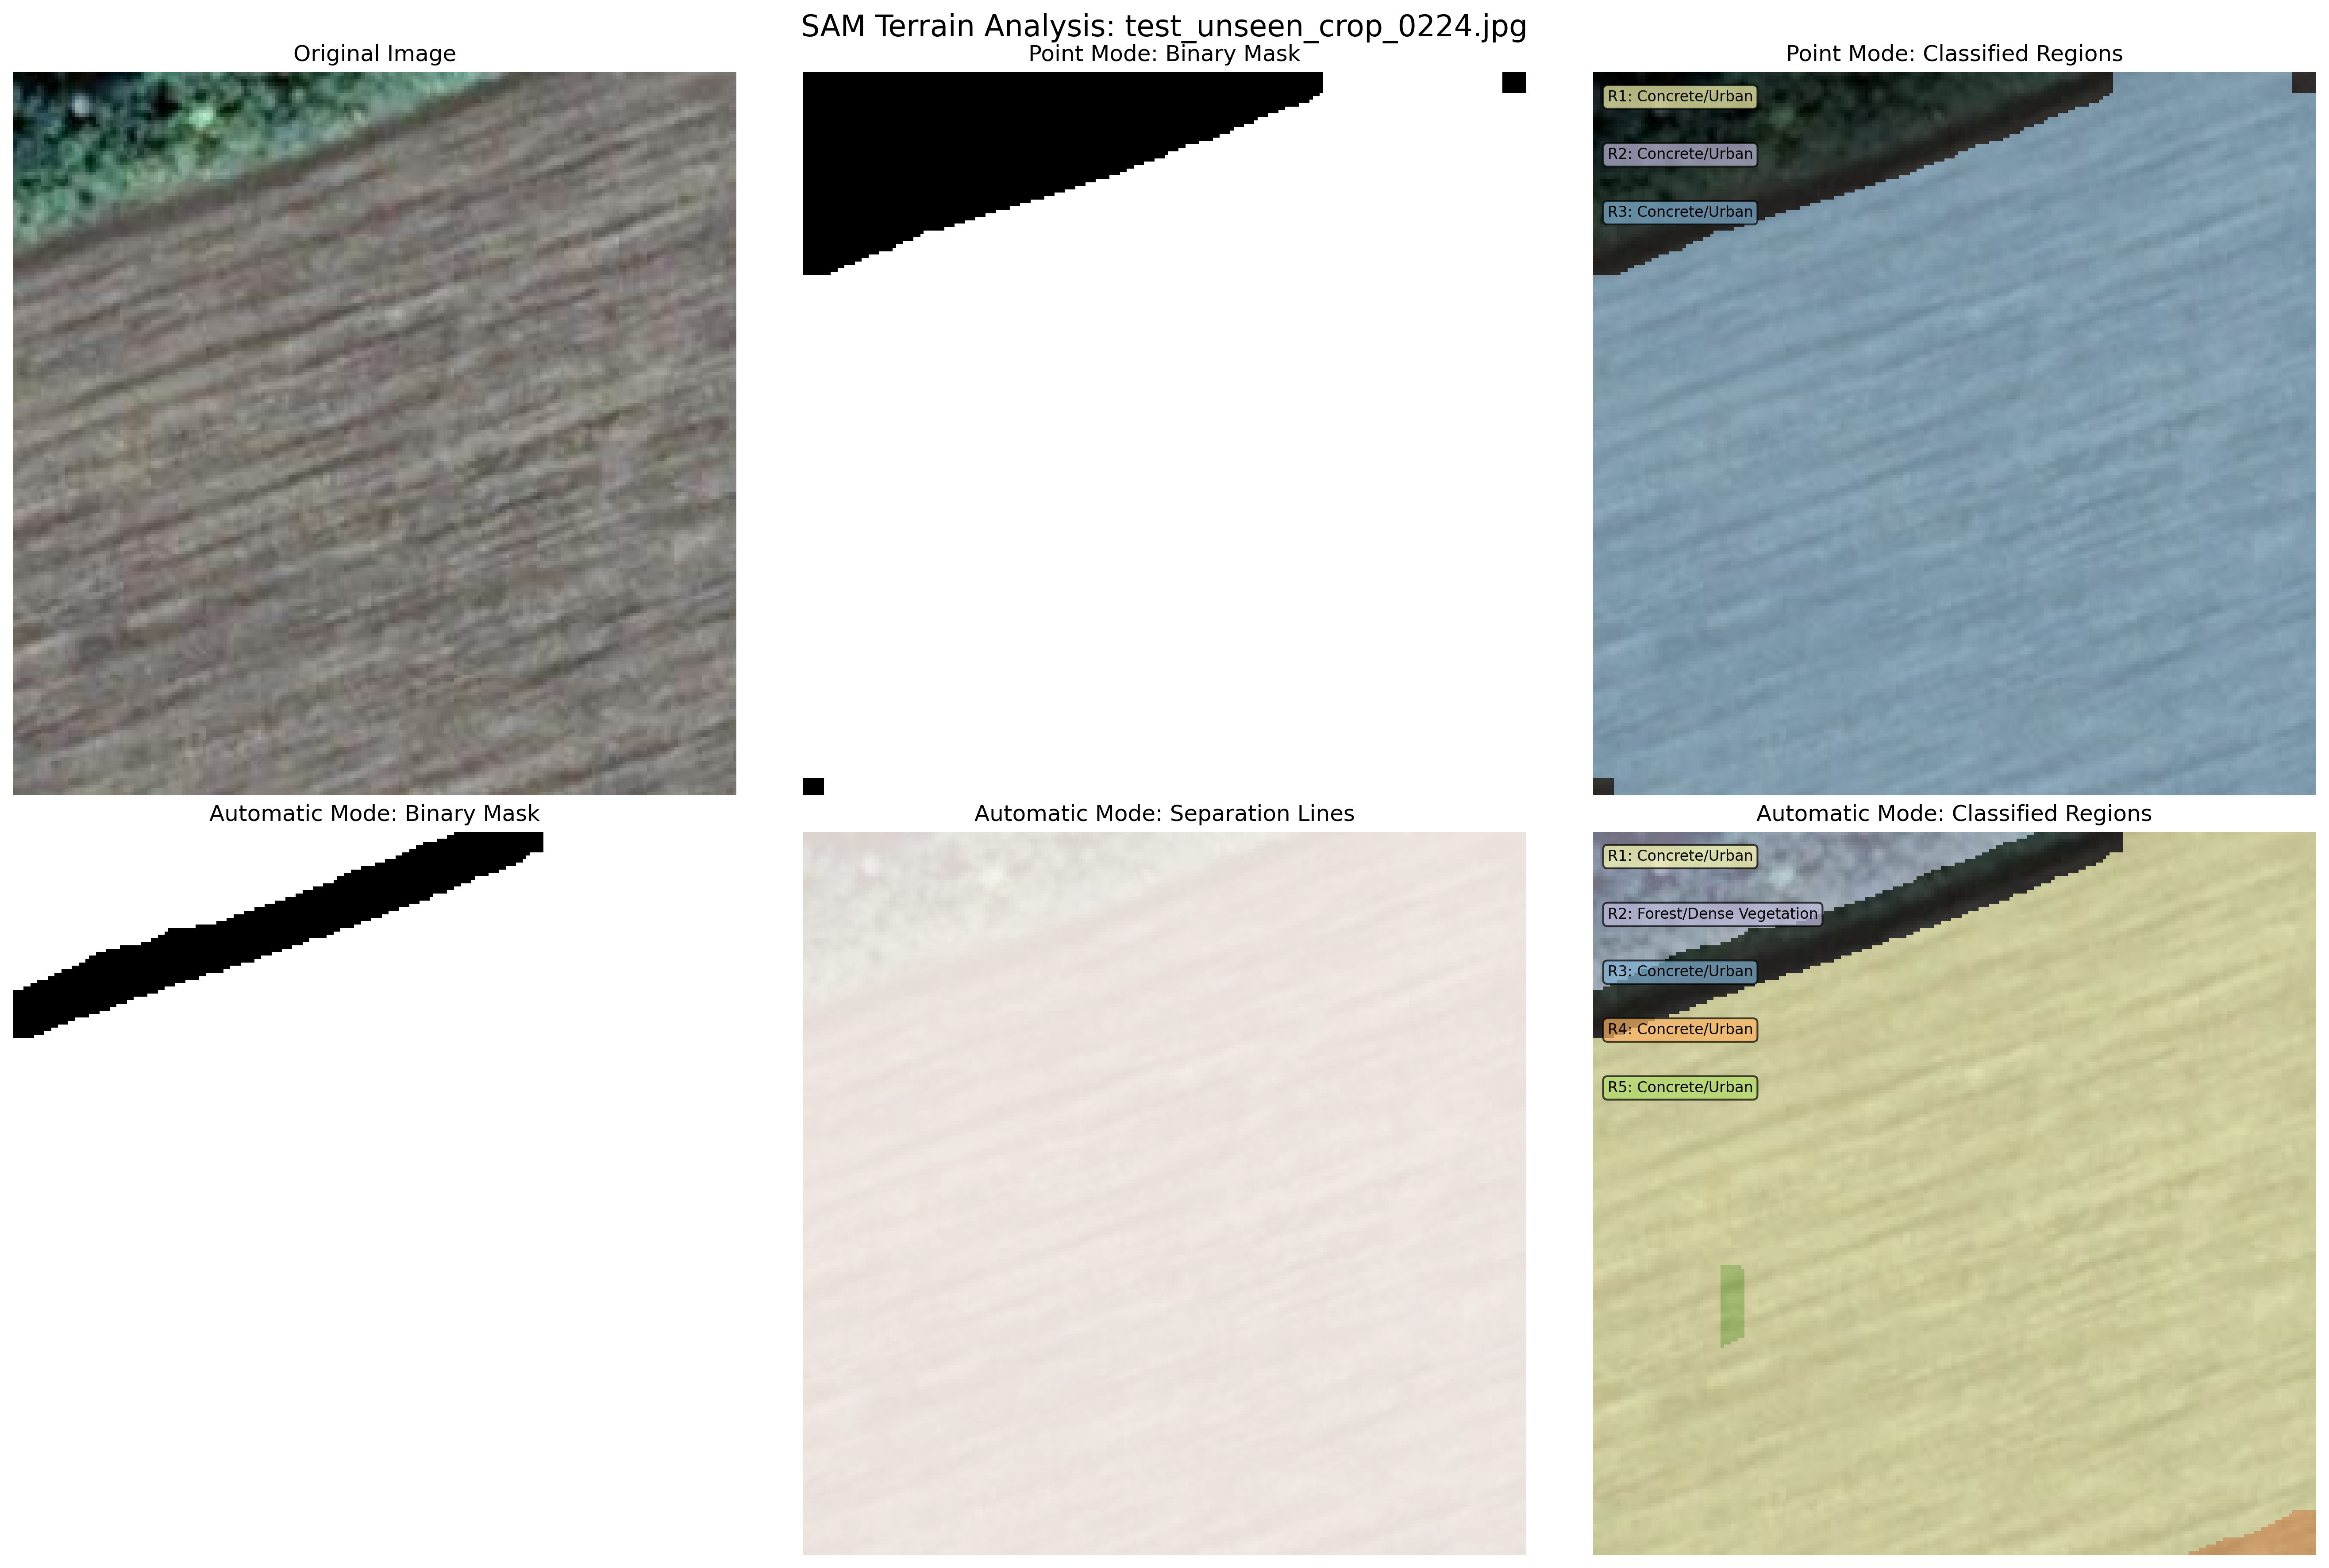 SAM Terrain Analysis: test_unseen_crop_0224.jpg
Original Image
Point Mode: Binary Mask
Point Mode: Classified Regions
R1: Concrete/Urban
R2: Concrete/Urban
R3: Concrete/Urban
Automatic Mode: Binary Mask
Automatic Mode: Separation Lines
Automatic Mode: Classified Regions
R1: Concrete/Urban
R2: Forest/Dense Vegetation
R3: Concrete/Urban
R4: Concrete/Urban
R5: Concrete/Urban